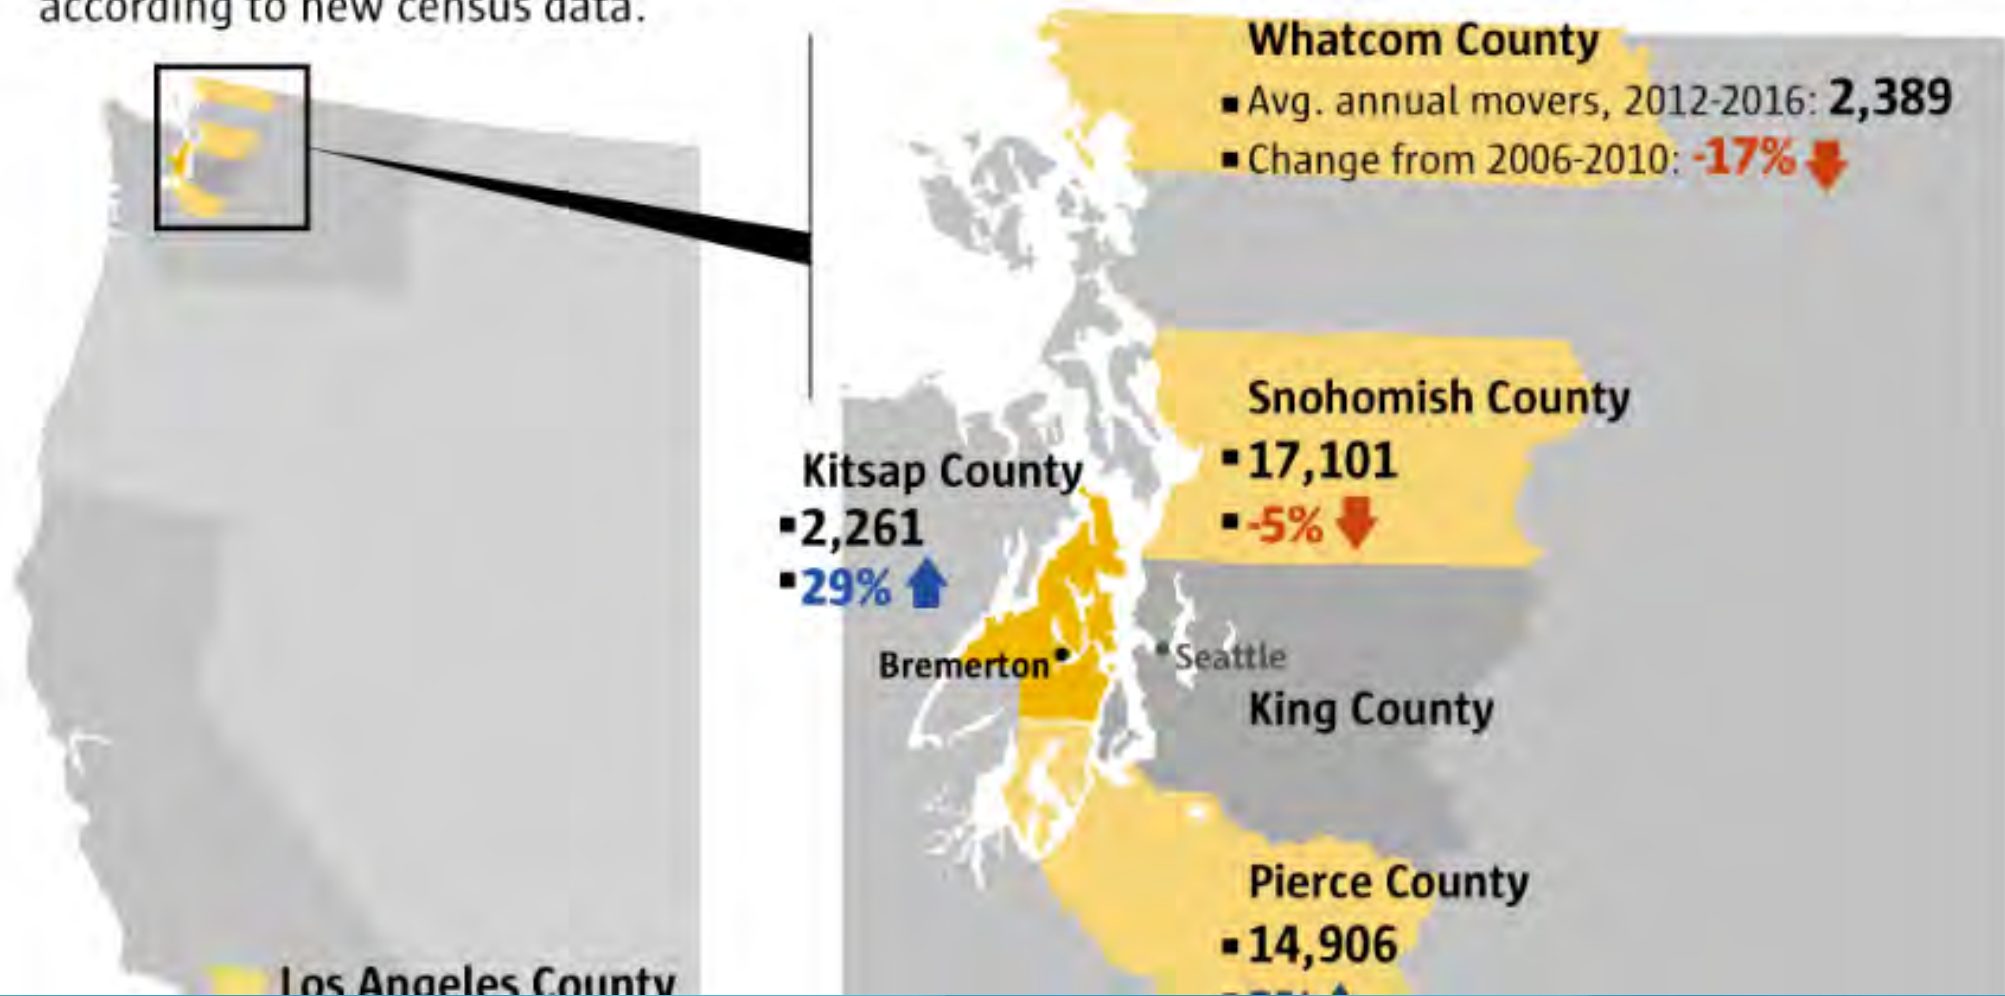 according to new census data.
Whatcom County
▪ Avg. annual movers, 2012-2016: 2,389
▪ Change from 2006-2010: -17%
Snohomish County
▪ 17,101
▪ -5%
Kitsap County
▪ 2,261
▪ 29%
Bremerton
Seattle
King County
Pierce County
▪ 14,906
Los Angeles County